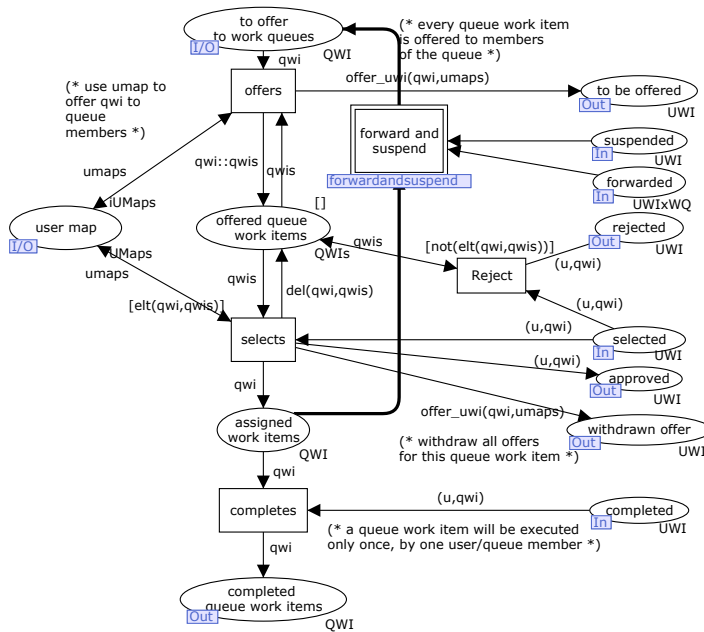 to offer
to work queues
I/O
QWI
(* every queue work item
is offered to members
of the queue *)
qwi
offers
offer_uwi(qwi,umaps)
to be offered
Out
UWI
(* use umap to
offer qwi to
queue
members *)
forward and
suspend
forwardandsuspend
suspended
In
UWI
forwarded
In
UWIxWQ
qwi::qwis
qwis
umaps
iUMaps
user map
I/O
UMaps
umaps
[]
offered queue
work items
QWIs
qwis
[not(elt(qwi,qwis))]
Reject
rejected
Out
UWI
(u,qwi)
qwis
del(qwi,qwis)
[elt(qwi,qwis)]
selects
(u,qwi)
(u,qwi)
selected
In
UWI
(u,qwi)
approved
Out
UWI
qwi
offer_uwi(qwi,umaps)
withdrawn offer
Out
UWI
assigned
work items
QWI
(* withdraw all offers
for this queue work item *)
qwi
completes
(u,qwi)
completed
In
UWI
(* a queue work item will be executed
only once, by one user/queue member *)
qwi
completed
queue work items
Out
QWI